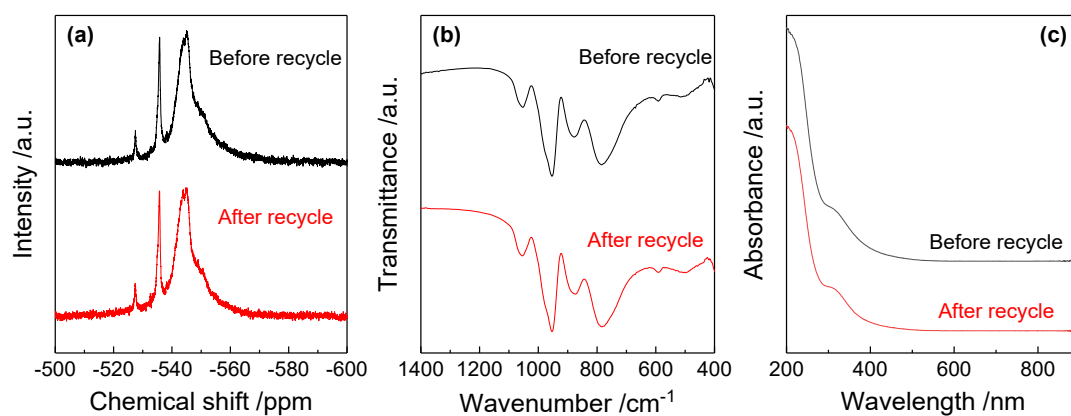 (a)
Before recycle
After recycle
Intensity /a.u.
-500 -520 -540 -560 -580 -600
Chemical shift /ppm
(b)
Before recycle
After recycle
Transmittance /a.u.
1400 1200 1000 800 600 400
Wavenumber /cm⁻¹
(c)
Before recycle
After recycle
Absorbance /a.u.
200 400 600 800
Wavelength /nm